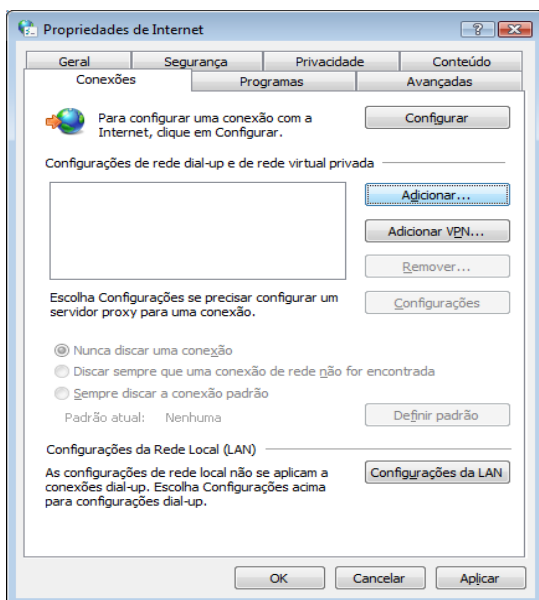 Propriedades de Internet
Geral Segurança Privacidade Conteúdo
Conexões Programas Avançadas
Para configurar uma conexão com a
Internet, clique em Configurar.
Configurar
Configurações de rede dial-up e de rede virtual privada
Adicionar...
Adicionar VPN...
Remover...
Escolha Configurações se precisar configurar um
servidor proxy para uma conexão.
Configurações
Nunca discar uma conexão
Discar sempre que uma conexão de rede não for encontrada
Sempre discar a conexão padrão
Padrão atual: Nenhuma
Definir padrão
Configurações da Rede Local (LAN)
As configurações de rede local não se aplicam a
conexões dial-up. Escolha Configurações acima
para configurações dial-up.
Configurações da LAN
OK Cancelar Aplicar